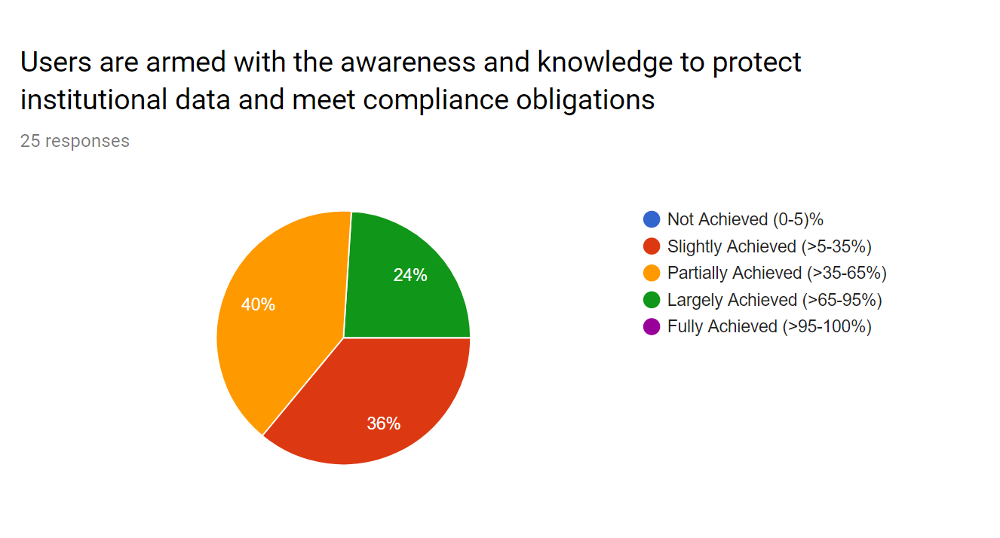 Users are armed with the awareness and knowledge to protect
institutional data and meet compliance obligations
25 responses
24%
40%
36%
Not Achieved (0-5)%
Slightly Achieved (>5-35%)
Partially Achieved (>35-65%)
Largely Achieved (>65-95%)
Fully Achieved (>95-100%)